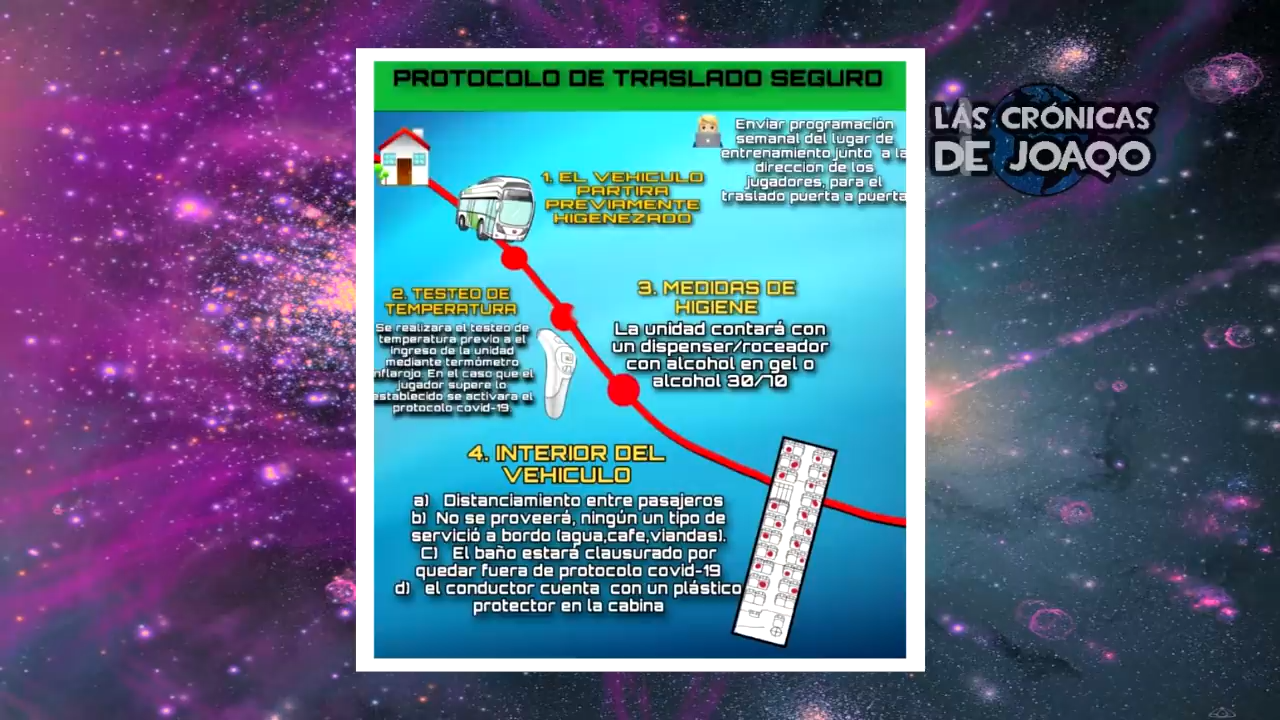 PROTOCOLO DE TRASLADO SEGURO
Enviar programación
semanal del lugar de
entrenamiento junto a la
direccion de los
jugadores, para el
traslado puerta a puerta
LAS CRÓNICAS
DE JOAQO
1. EL VEHICULO
PARTIRA
PREVIAMENTE
HIGENEZADO
2. TESTEO DE
TEMPERATURA
Se realizara el testeo de
temperatura previo a el
ingreso de la unidad
mediante termómetro
nflarojo. En el caso que el
jugador supere lo
establecido se activara el
protocolo covid-19.
3. MEDIDAS DE
HIGIENE
La unidad contará con
un dispenser/roceador
con alcohol en gel o
alcohol 30/70
4. INTERIOR DEL
VEHICULO
a) Distanciamiento entre pasajeros
b) No se proveerá, ningún un tipo de
servició a bordo (agua,cafe,viandas).
C) El baño estará clausurado por
quedar fuera de protocolo covid-19
d) el conductor cuenta con un plástico
protector en la cabina